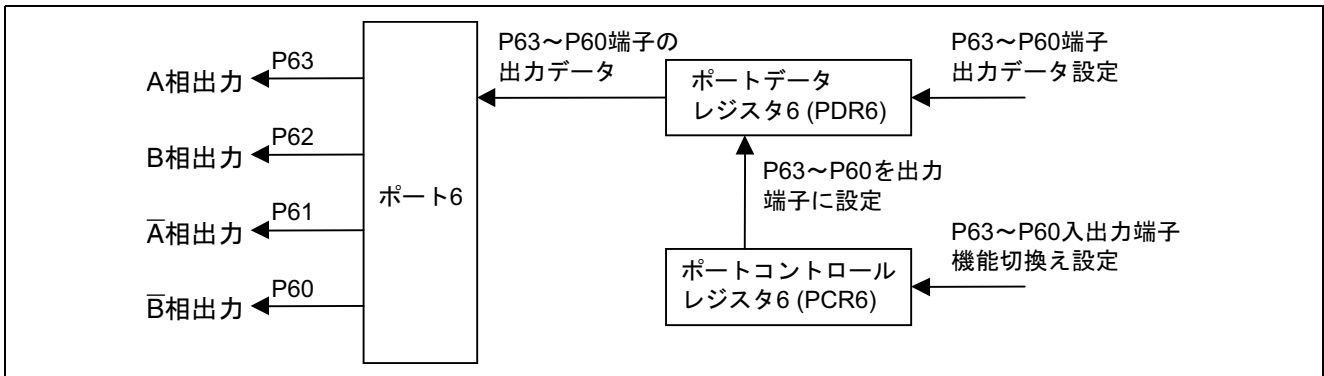 A相出力
P63
B相出力
P62
A̅相出力
P61
B̅相出力
P60
ポート6
P63～P60端子の
出力データ
ポートデータ
レジスタ6 (PDR6)
P63～P60端子
出力データ設定
P63～P60を出力
端子に設定
ポートコントロール
レジスタ6 (PCR6)
P63～P60入出力端子
機能切換え設定